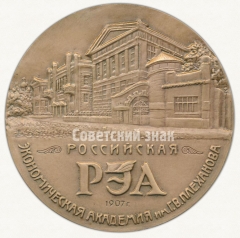 Советский знак
РОССИЙСКАЯ
РЭА
1907г.
ЭКОНОМИЧЕСКАЯ АКАДЕМИЯ им. Г.В.ПЛЕХАНОВА